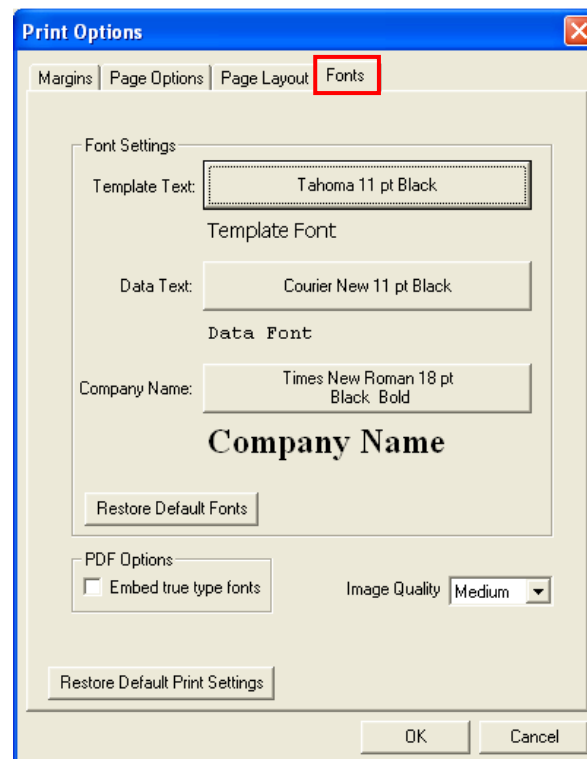 Print Options
Margins Page Options Page Layout Fonts
Font Settings
Template Text: Tahoma 11 pt Black
Template Font
Data Text: Courier New 11 pt Black
Data Font
Company Name: Times New Roman 18 pt
Black Bold
Company Name
Restore Default Fonts
PDF Options
Embed true type fonts
Image Quality Medium
Restore Default Print Settings
OK Cancel